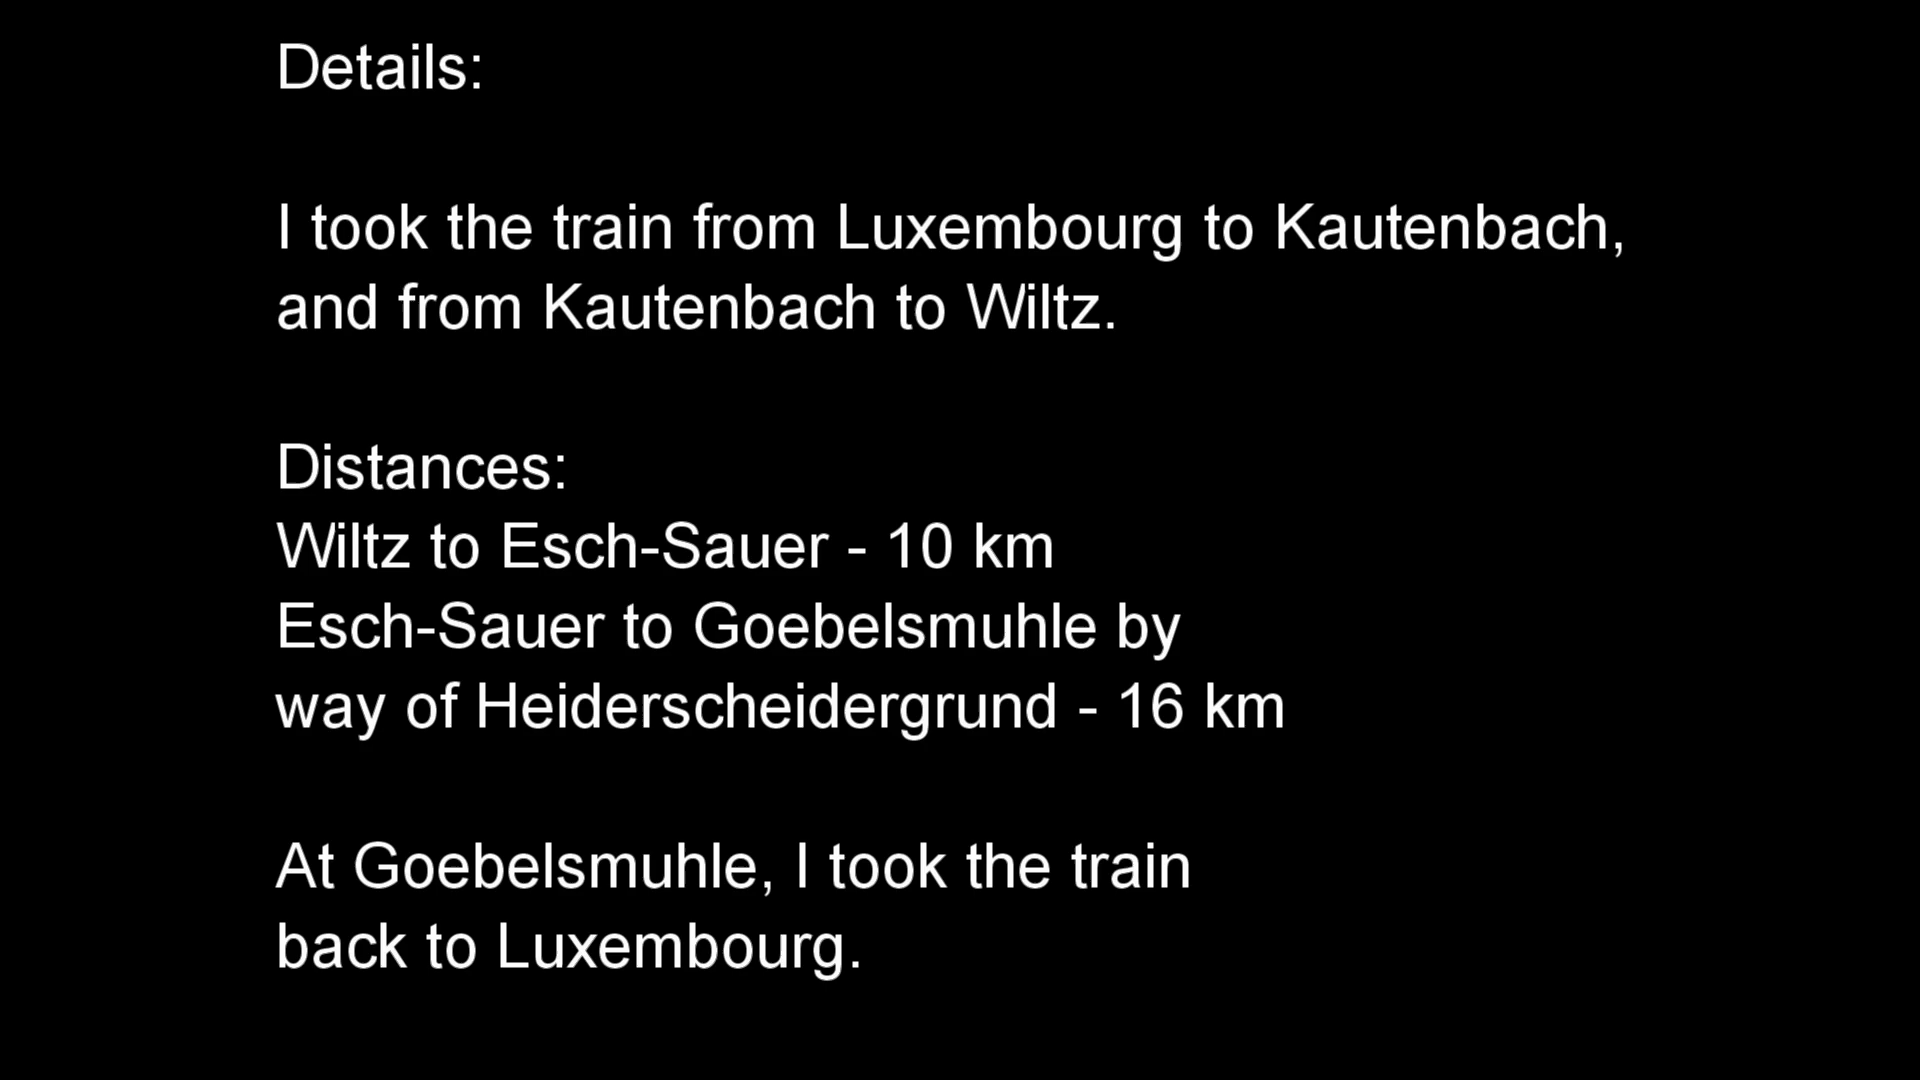 Details:
I took the train from Luxembourg to Kautenbach,
and from Kautenbach to Wiltz.
Distances:
Wiltz to Esch-Sauer - 10 km
Esch-Sauer to Goebelsmuhle by
way of Heiderscheidergrund - 16 km
At Goebelsmuhle, I took the train
back to Luxembourg.